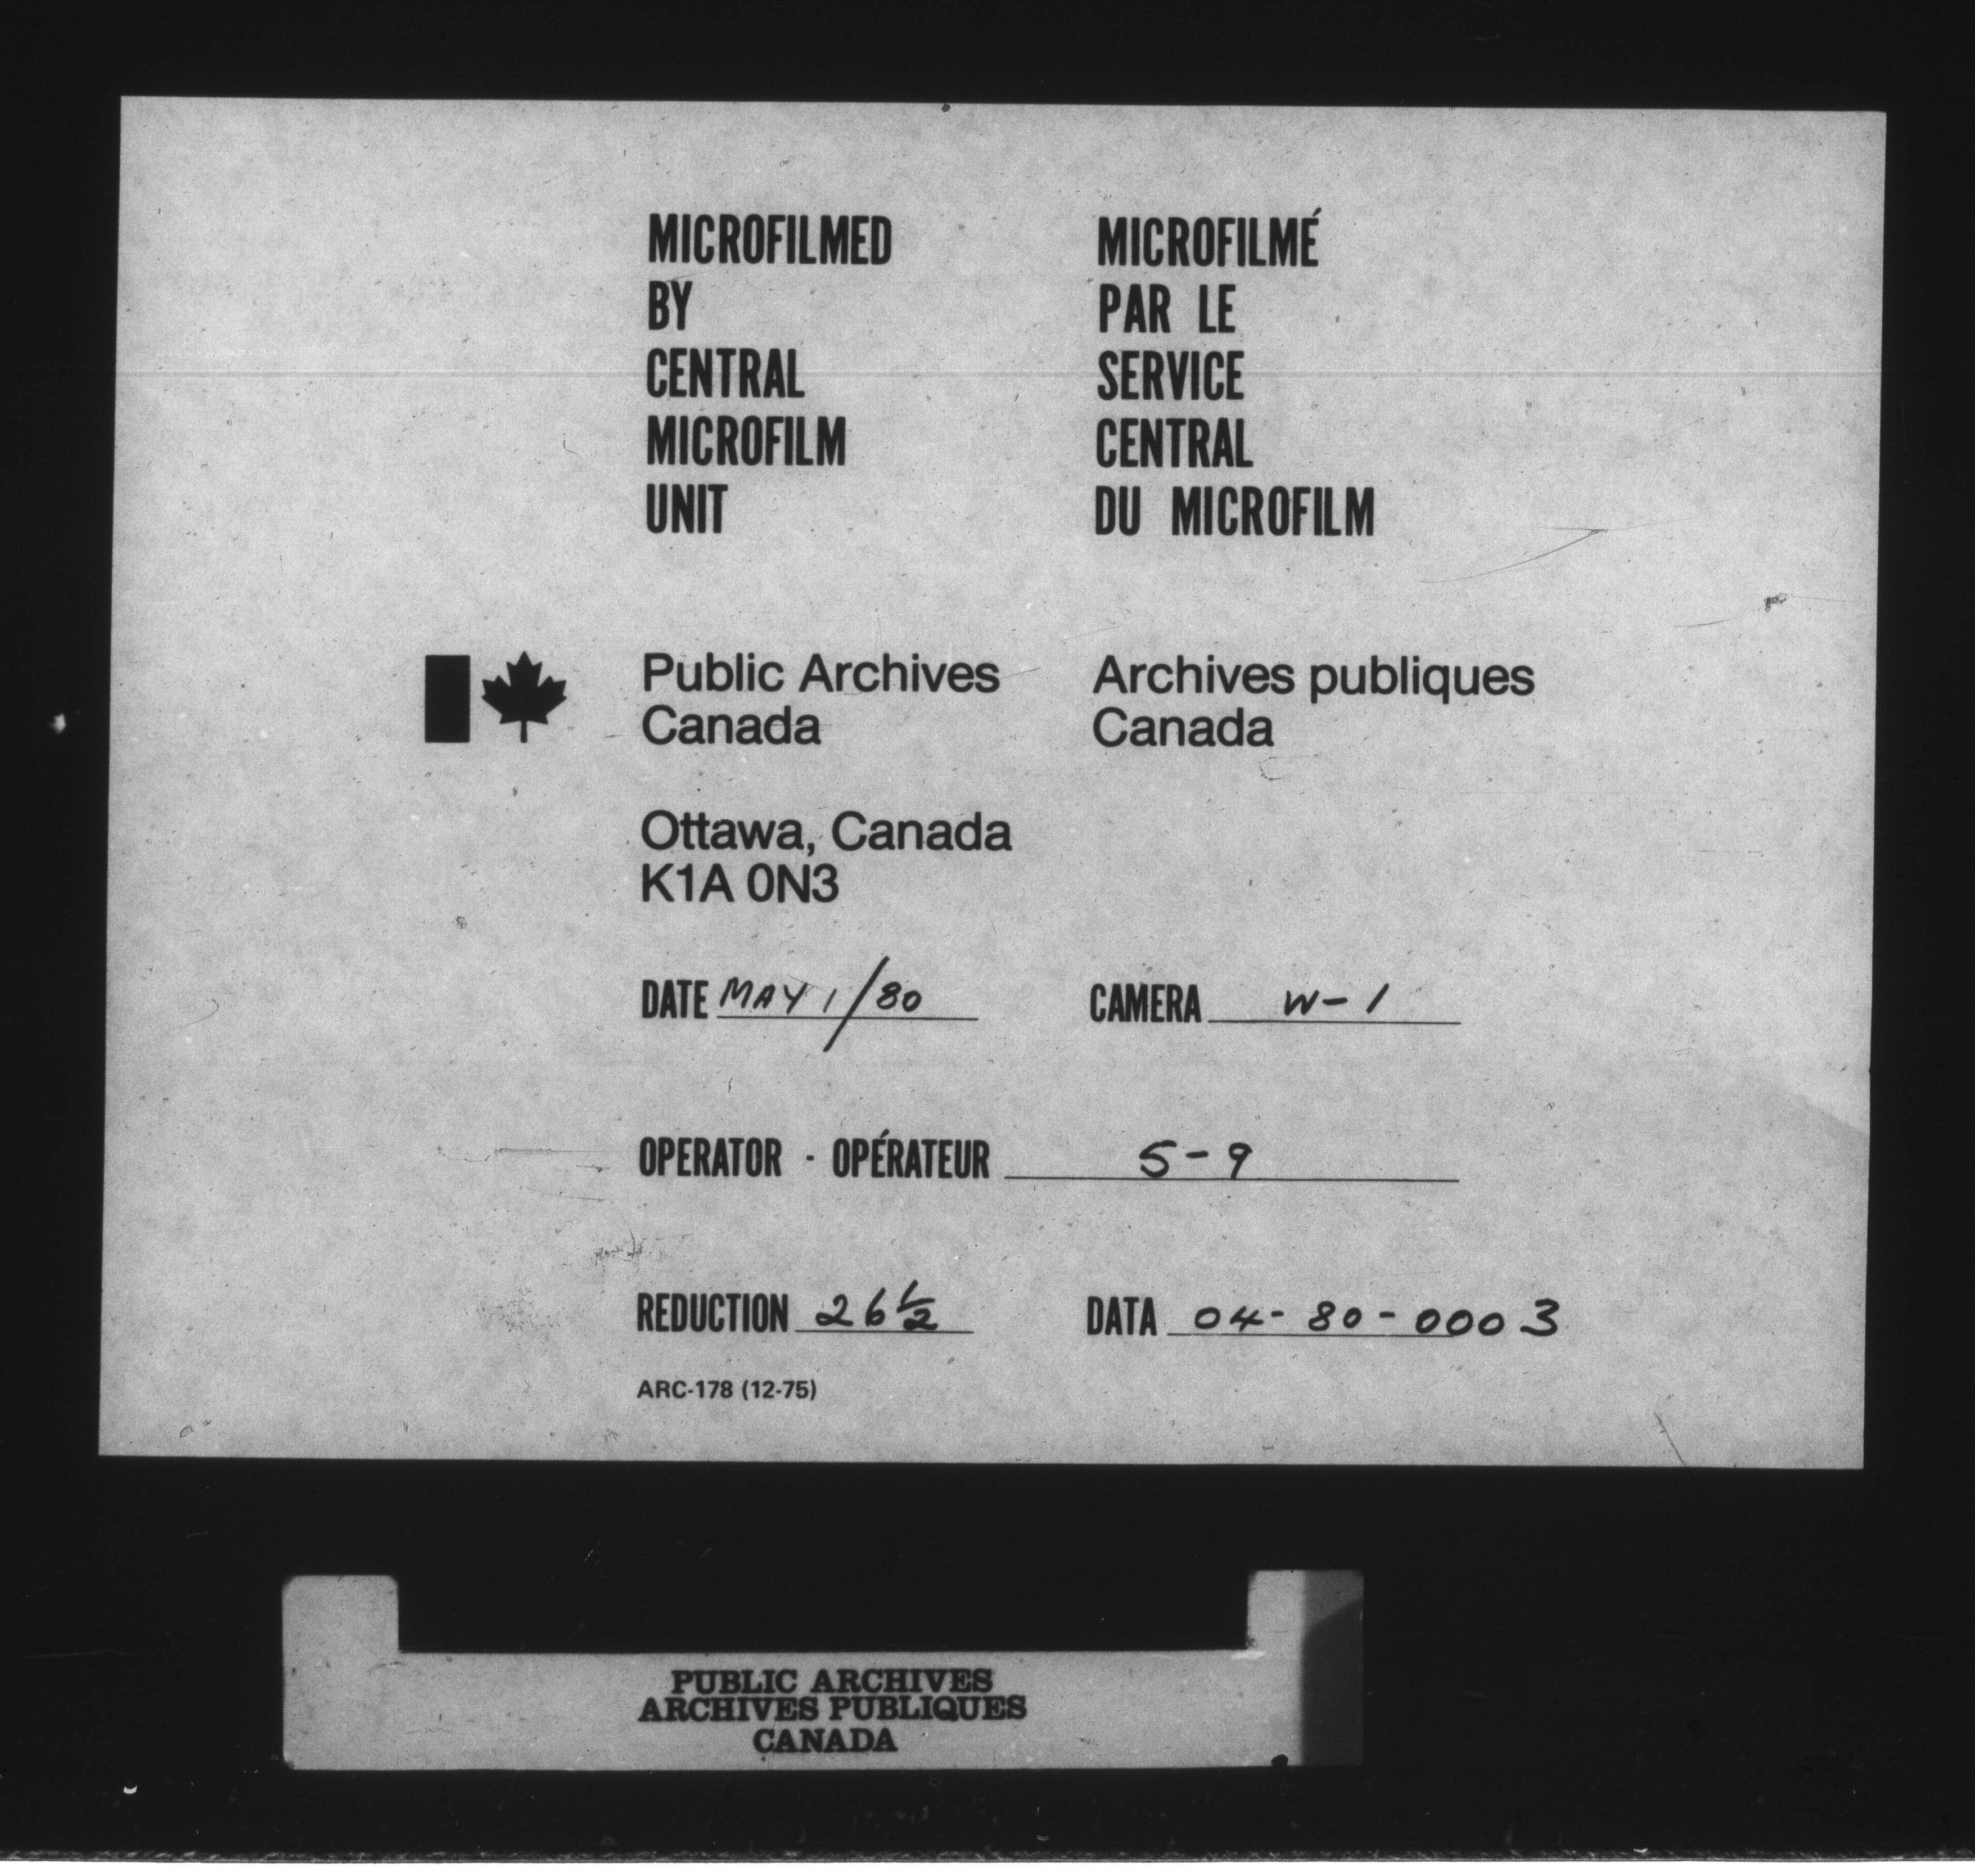 MICROFILMED
BY
CENTRAL
MICROFILM
UNIT
MICROFILMÉ
PAR LE
SERVICE
CENTRAL
DU MICROFILM
Public Archives
Canada
Archives publiques
Canada
Ottawa, Canada
K1A 0N3
DATE MAY 1/80
CAMERA W-1
OPERATOR - OPÉRATEUR 5-9
REDUCTION 26 1/2
DATA 04-80-0003
ARC-178 (12-75)
PUBLIC ARCHIVES
ARCHIVES PUBLIQUES
CANADA